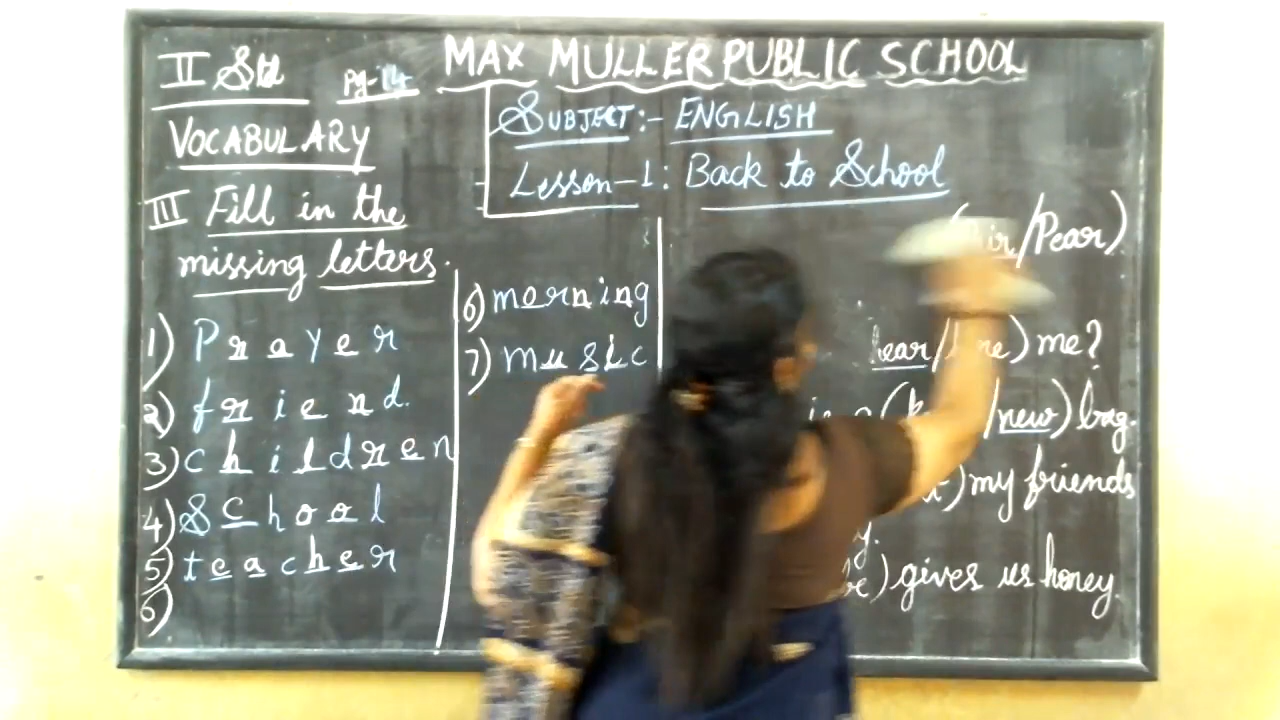 II Std
pg-14
MAX MULLER PUBLIC SCHOOL
SUBJECT:- ENGLISH
Lesson-1: Back to School
VOCABULARY
III Fill in the
missing letters.
1) Prayer
2) friend.
3) children
4) School
5) teacher
6)
6) morning
7) music
/Pear)
) me?
/new) bag.
) my friends
) gives us honey.